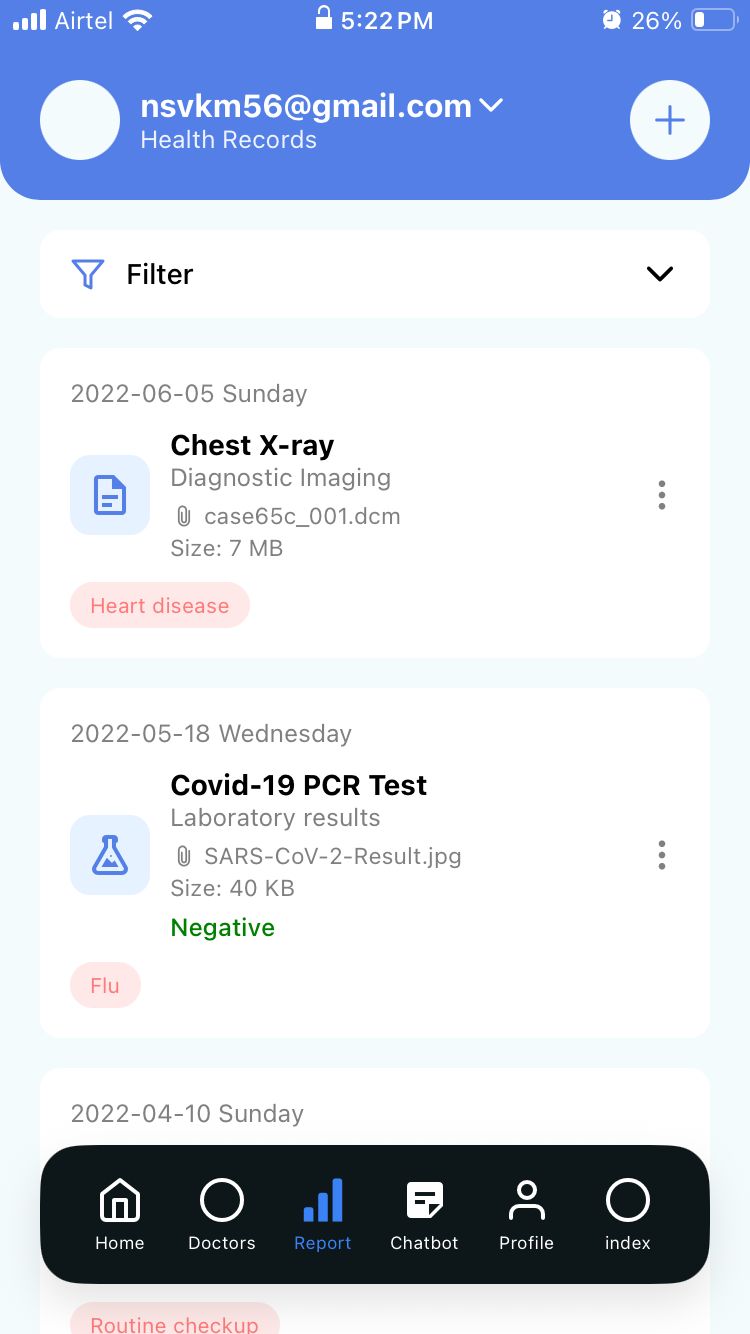 Airtel 5:22 PM 26%
nsvkm56@gmail.com
Health Records
Filter
2022-06-05 Sunday
Chest X-ray
Diagnostic Imaging
case65c_001.dcm
Size: 7 MB
Heart disease
2022-05-18 Wednesday
Covid-19 PCR Test
Laboratory results
SARS-CoV-2-Result.jpg
Size: 40 KB
Negative
Flu
2022-04-10 Sunday
Home Doctors Report Chatbot Profile index
Routine checkup